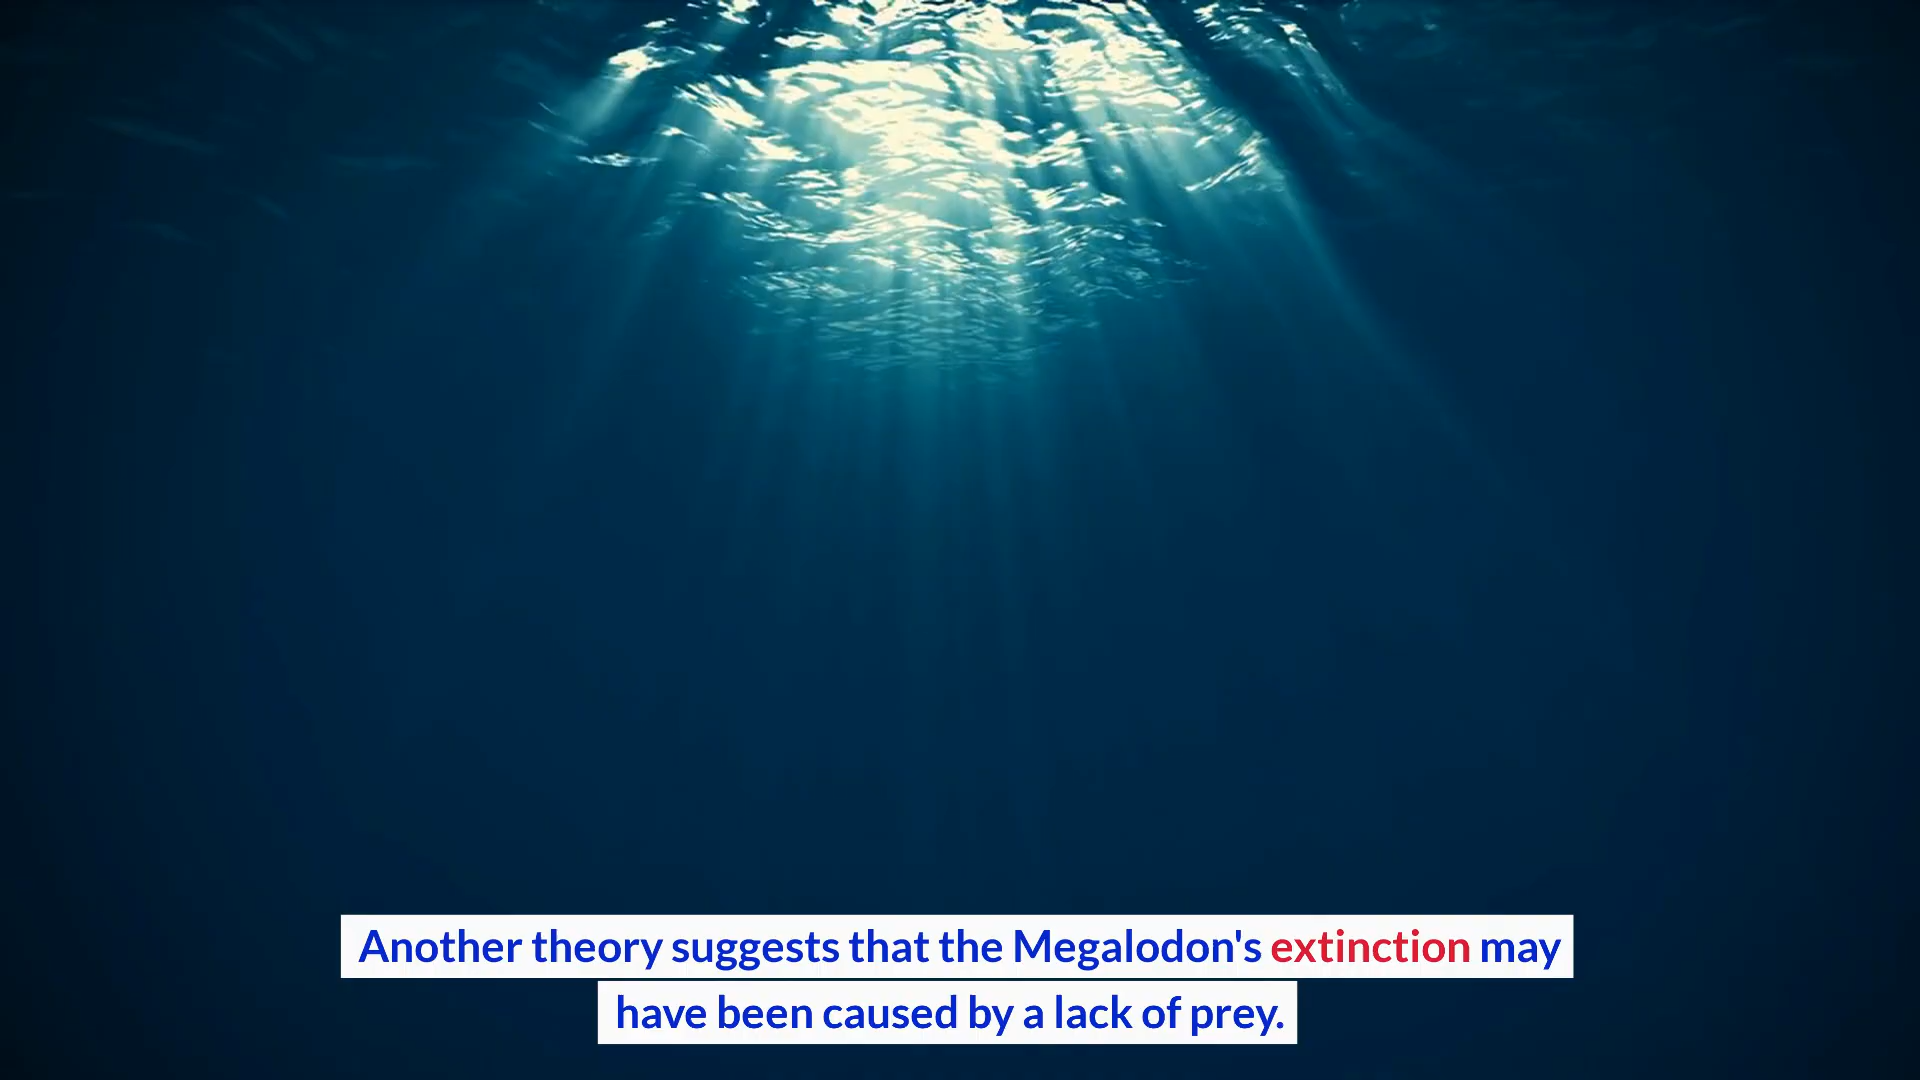 Another theory suggests that the Megalodon's extinction may
have been caused by a lack of prey.